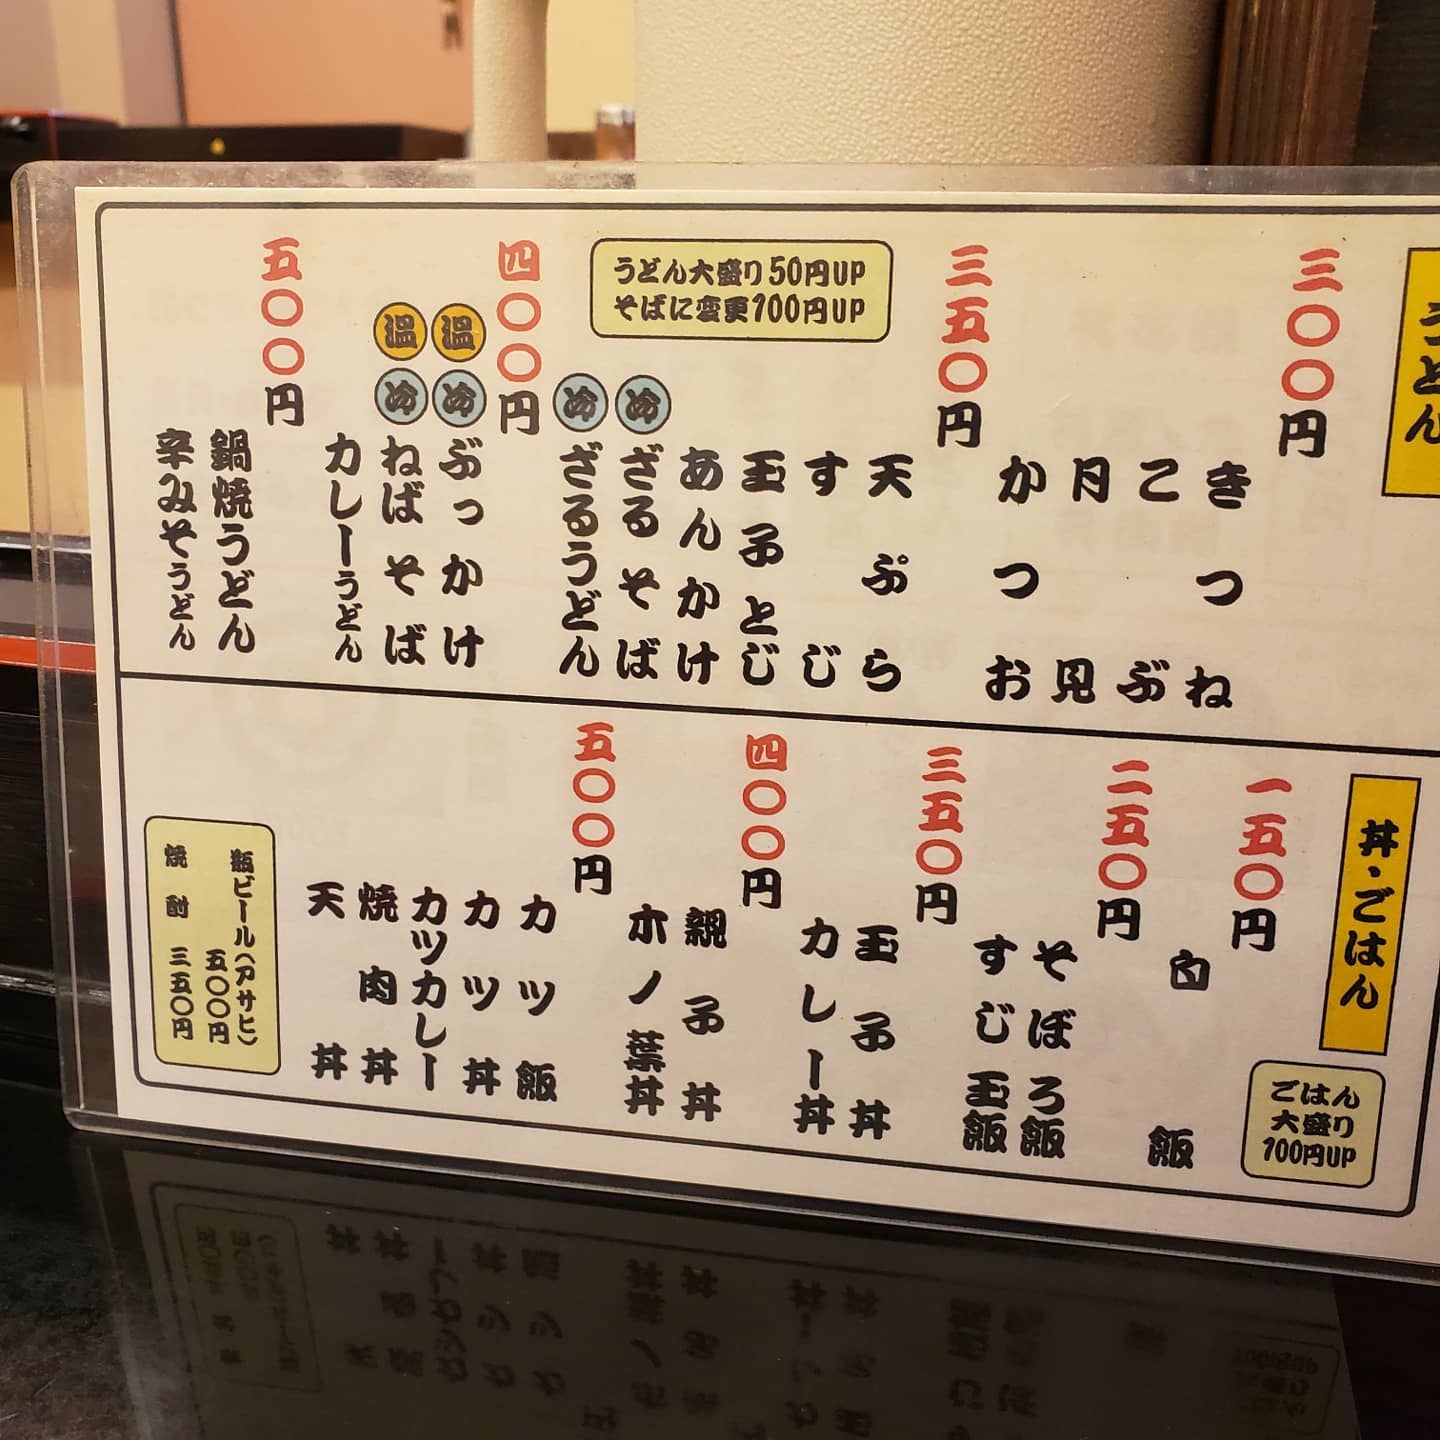 うどん
三〇〇円
きつね
こぶ
月見
かつお
三五〇円
天ぷら
すじ
玉子とじ
あんかけ
冷 ざるそば
冷 ざるうどん
うどん大盛り50円UP
そばに変更100円UP
四〇〇円
温 冷 ぶっかけ
温 冷 ねばそば
カレーうどん
五〇〇円
鍋焼うどん
辛みそうどん
丼・ごはん
ごはん
大盛り
100円UP
一五〇円
白飯
二五〇円
そぼろ飯
すじ玉飯
三五〇円
玉子丼
カレー丼
四〇〇円
親子丼
木ノ葉丼
五〇〇円
カツ飯
カツ丼
カツカレー
焼肉丼
天丼
瓶ビール(アサヒ)
五〇〇円
焼酎 三五〇円